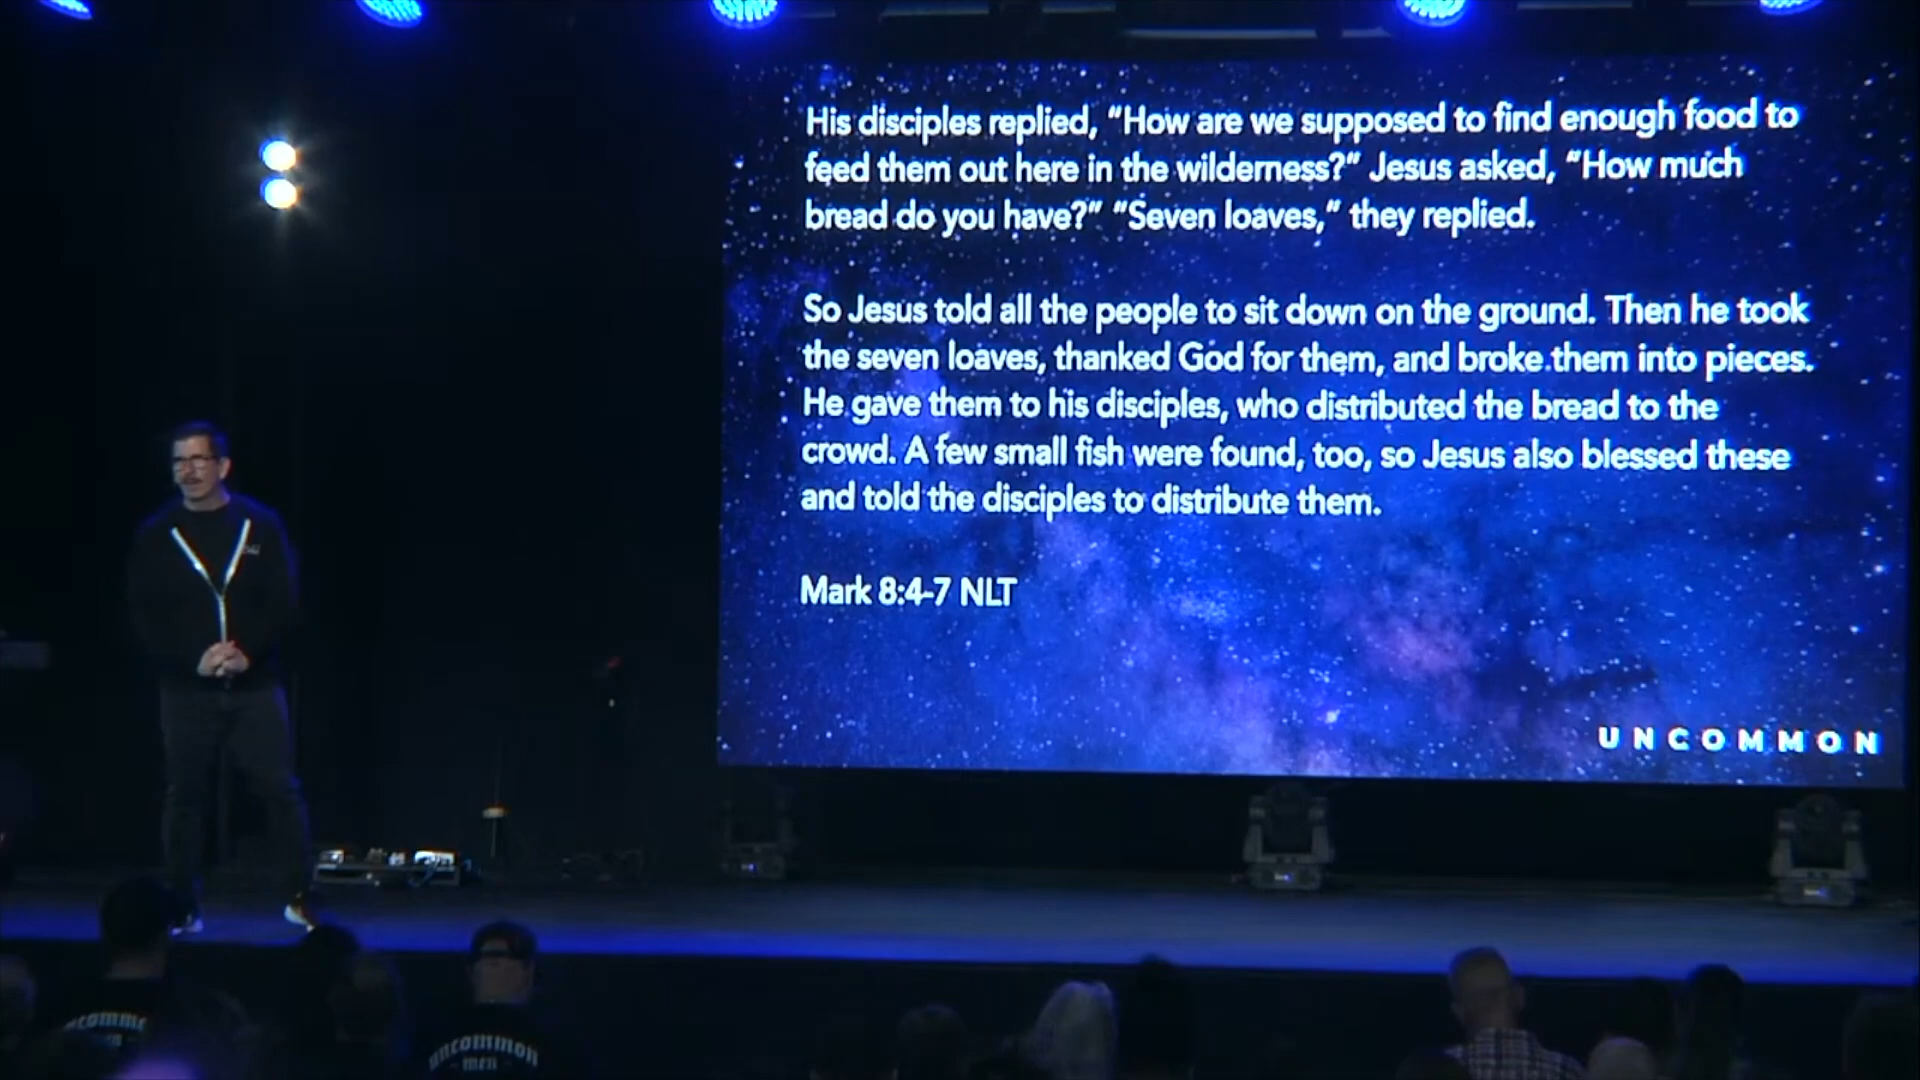 His disciples replied, “How are we supposed to find enough food to
feed them out here in the wilderness?” Jesus asked, “How much
bread do you have?” “Seven loaves,” they replied.
So Jesus told all the people to sit down on the ground. Then he took
the seven loaves, thanked God for them, and broke them into pieces.
He gave them to his disciples, who distributed the bread to the
crowd. A few small fish were found, too, so Jesus also blessed these
and told the disciples to distribute them.
Mark 8:4-7 NLT
UNCOMMON
uncommon
- men -